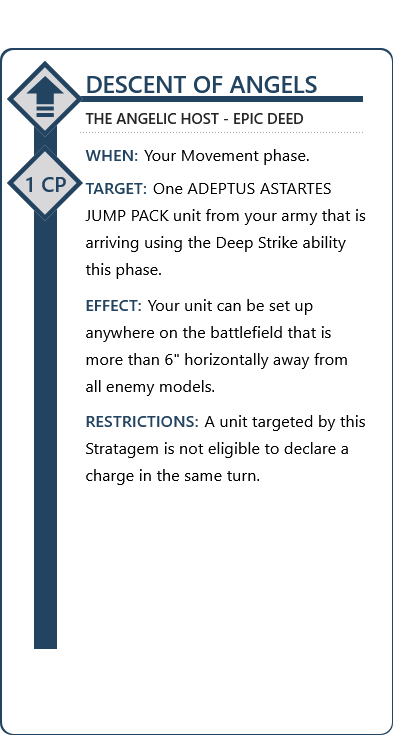 DESCENT OF ANGELS
THE ANGELIC HOST - EPIC DEED
WHEN: Your Movement phase.
1 CP
TARGET: One ADEPTUS ASTARTES
JUMP PACK unit from your army that is
arriving using the Deep Strike ability
this phase.
EFFECT: Your unit can be set up
anywhere on the battlefield that is
more than 6" horizontally away from
all enemy models.
RESTRICTIONS: A unit targeted by this
Stratagem is not eligible to declare a
charge in the same turn.